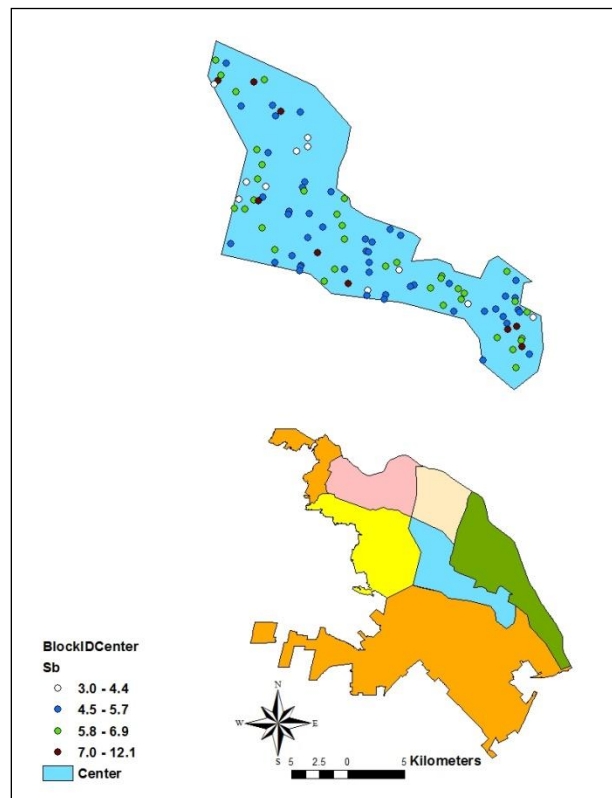 BlockIDCenter
Sb
3.0 - 4.4
4.5 - 5.7
5.8 - 6.9
7.0 - 12.1
Center
N
W E
S
5 2.5 0 5 Kilometers